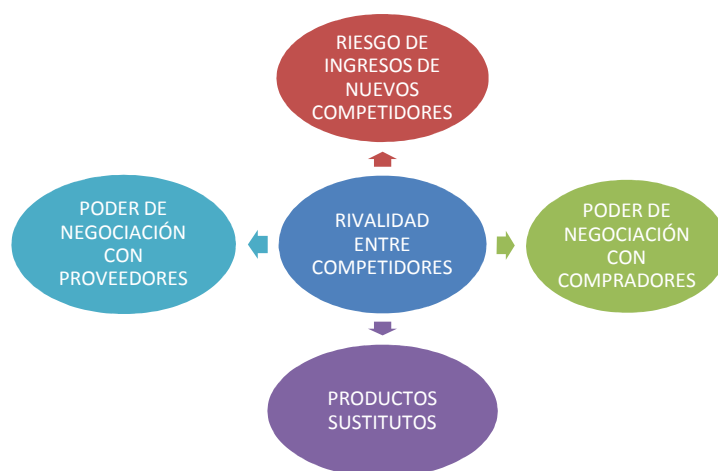 RIESGO DE
INGRESOS DE
NUEVOS
COMPETIDORES
PODER DE
NEGOCIACIÓN
CON
PROVEEDORES
RIVALIDAD
ENTRE
COMPETIDORES
PODER DE
NEGOCIACIÓN
CON
COMPRADORES
PRODUCTOS
SUSTITUTOS